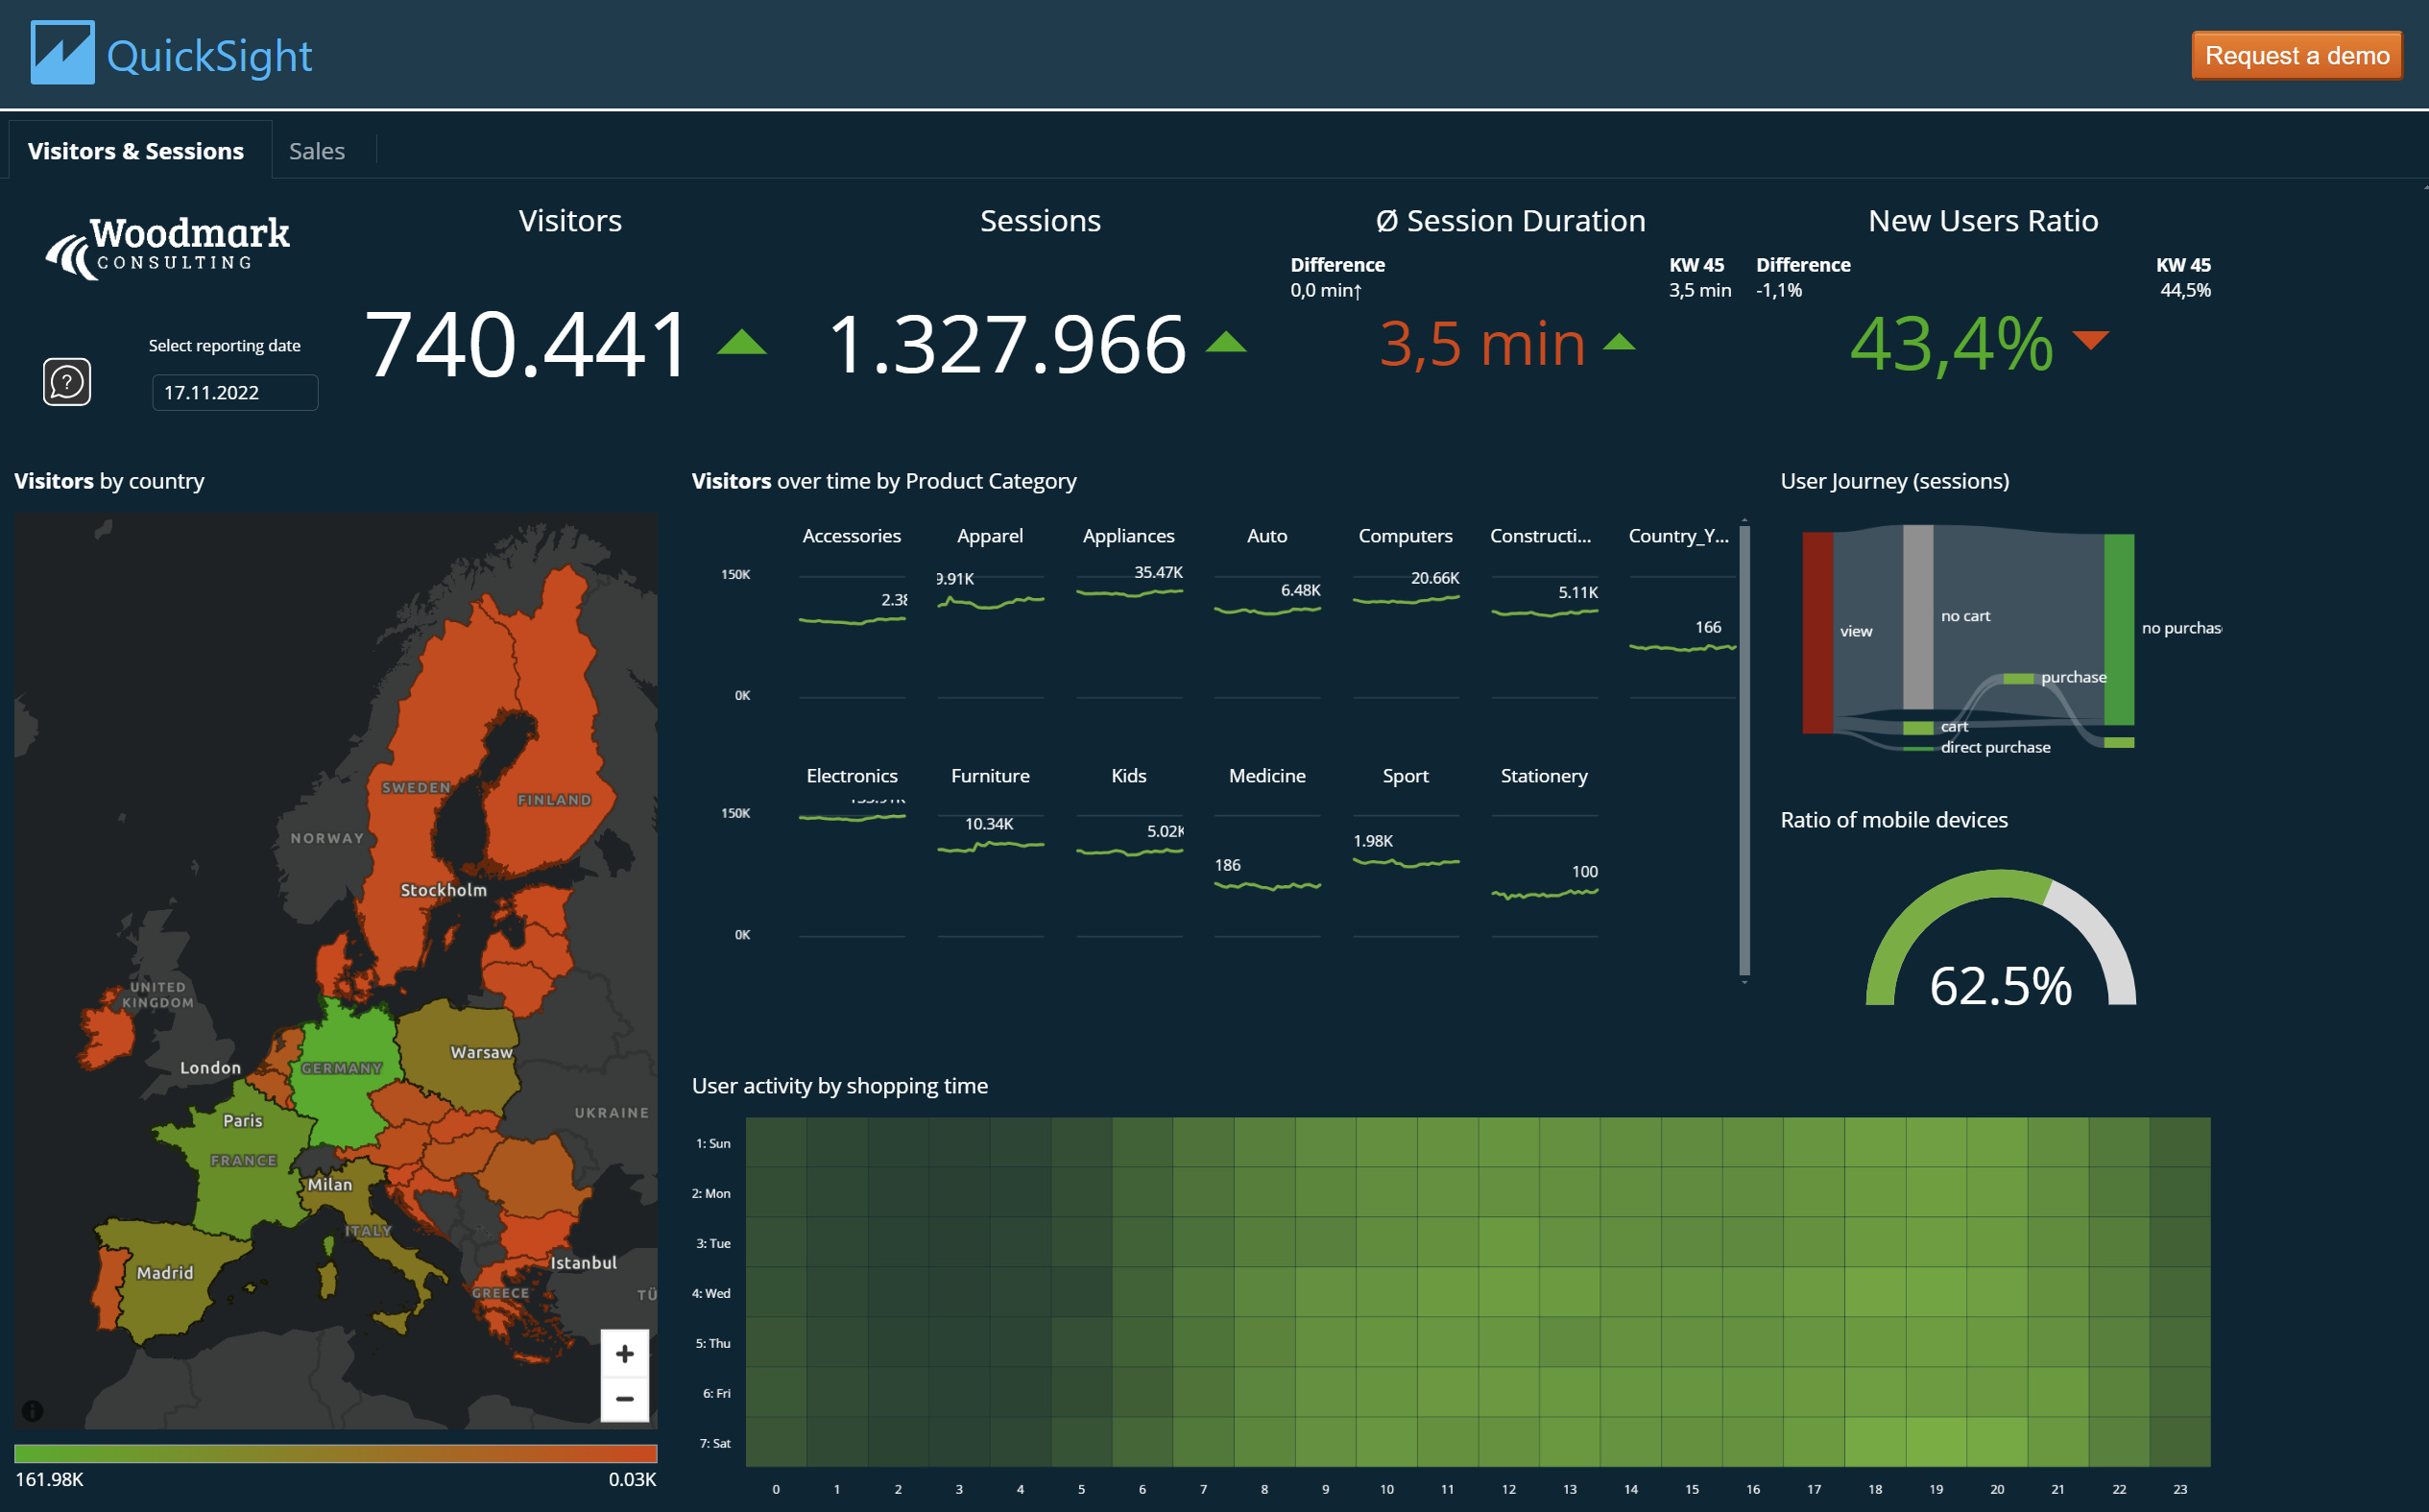 QuickSight
Request a demo
Visitors & Sessions
Sales
Woodmark
CONSULTING
Select reporting date
17.11.2022
Visitors
740.441
Sessions
1.327.966
Ø Session Duration
Difference
KW 45
0,0 min↑
3,5 min
3,5 min
New Users Ratio
Difference
KW 45
-1,1%
44,5%
43,4%
Visitors by country
SWEDEN
FINLAND
NORWAY
Stockholm
UNITED
KINGDOM
London
GERMANY
Warsaw
Paris
UKRAINE
FRANCE
Milan
ITALY
Istanbul
Madrid
GREECE
TÜ
+
−
161.98K
0.03K
Visitors over time by Product Category
Accessories
Apparel
Appliances
Auto
Computers
Constructi...
Country_Y...
150K
0K
2.38
9.91K
35.47K
6.48K
20.66K
5.11K
166
Electronics
Furniture
Kids
Medicine
Sport
Stationery
150K
0K
10.34K
5.02K
186
1.98K
100
User Journey (sessions)
view
no cart
no purchas
purchase
cart
direct purchase
Ratio of mobile devices
62.5%
User activity by shopping time
1: Sun
2: Mon
3: Tue
4: Wed
5: Thu
6: Fri
7: Sat
0 1 2 3 4 5 6 7 8 9 10 11 12 13 14 15 16 17 18 19 20 21 22 23